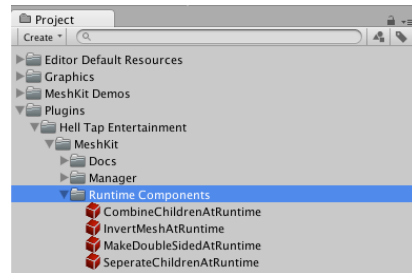 Project
Create
Editor Default Resources
Graphics
MeshKit Demos
Plugins
Hell Tap Entertainment
MeshKit
Docs
Manager
Runtime Components
CombineChildrenAtRuntime
InvertMeshAtRuntime
MakeDoubleSidedAtRuntime
SeperateChildrenAtRuntime